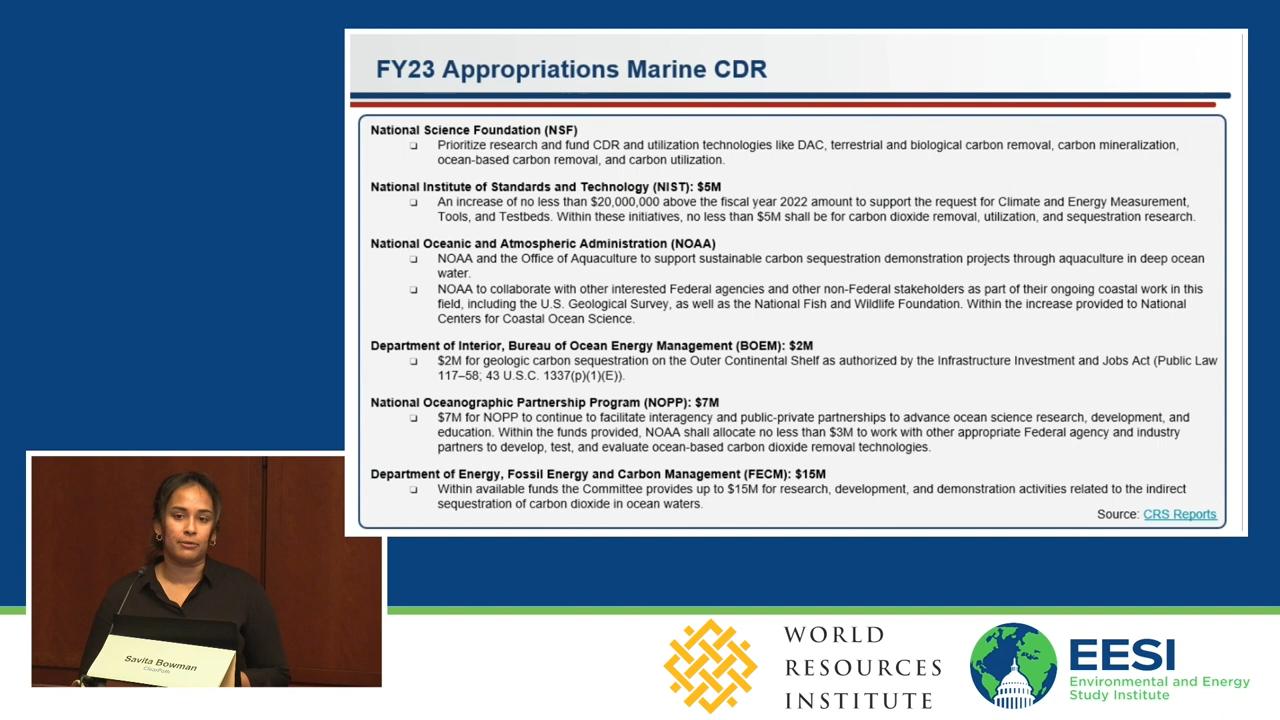 FY23 Appropriations Marine CDR
National Science Foundation (NSF)
❑ Prioritize research and fund CDR and utilization technologies like DAC, terrestrial and biological carbon removal, carbon mineralization,
ocean-based carbon removal, and carbon utilization.
National Institute of Standards and Technology (NIST): $5M
❑ An increase of no less than $20,000,000 above the fiscal year 2022 amount to support the request for Climate and Energy Measurement,
Tools, and Testbeds. Within these initiatives, no less than $5M shall be for carbon dioxide removal, utilization, and sequestration research.
National Oceanic and Atmospheric Administration (NOAA)
❑ NOAA and the Office of Aquaculture to support sustainable carbon sequestration demonstration projects through aquaculture in deep ocean
water.
❑ NOAA to collaborate with other interested Federal agencies and other non-Federal stakeholders as part of their ongoing coastal work in this
field, including the U.S. Geological Survey, as well as the National Fish and Wildlife Foundation. Within the increase provided to National
Centers for Coastal Ocean Science.
Department of Interior, Bureau of Ocean Energy Management (BOEM): $2M
❑ $2M for geologic carbon sequestration on the Outer Continental Shelf as authorized by the Infrastructure Investment and Jobs Act (Public Law
117–58; 43 U.S.C. 1337(p)(1)(E)).
National Oceanographic Partnership Program (NOPP): $7M
❑ $7M for NOPP to continue to facilitate interagency and public-private partnerships to advance ocean science research, development, and
education. Within the funds provided, NOAA shall allocate no less than $3M to work with other appropriate Federal agency and industry
partners to develop, test, and evaluate ocean-based carbon dioxide removal technologies.
Department of Energy, Fossil Energy and Carbon Management (FECM): $15M
❑ Within available funds the Committee provides up to $15M for research, development, and demonstration activities related to the indirect
sequestration of carbon dioxide in ocean waters.
Source: CRS Reports
Savita Bowman
ClearPath
WORLD
RESOURCES
INSTITUTE
EESI
Environmental and Energy
Study Institute